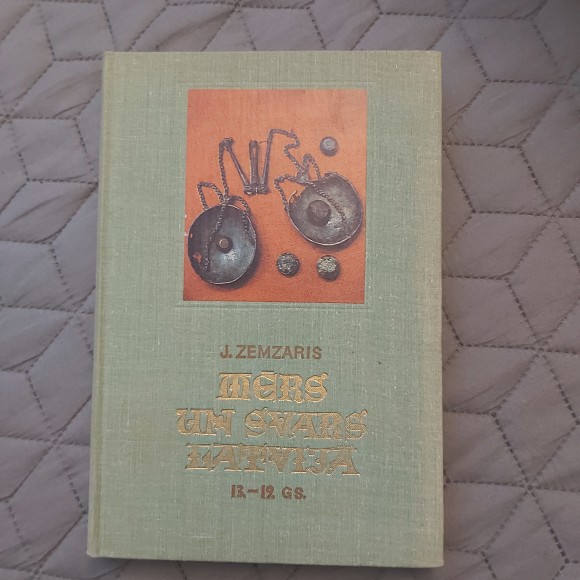 J. ZEMZARIS
MĒRS
UN SVARS
LATVIJĀ
13.–19. GS.